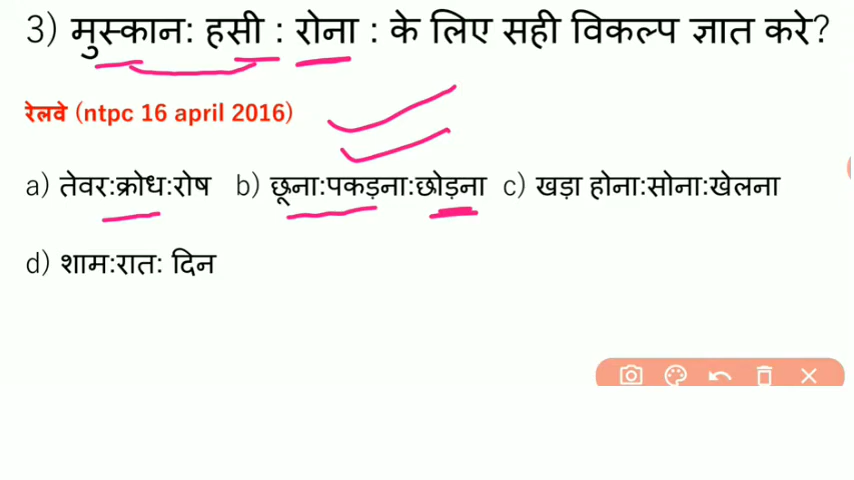 3) मुस्कान: हसी : रोना : के लिए सही विकल्प ज्ञात करे?
रेलवे (ntpc 16 april 2016)
a) तेवर:क्रोध:रोष b) छूना:पकड़ना:छोड़ना c) खड़ा होना:सोना:खेलना
d) शाम:रात: दिन